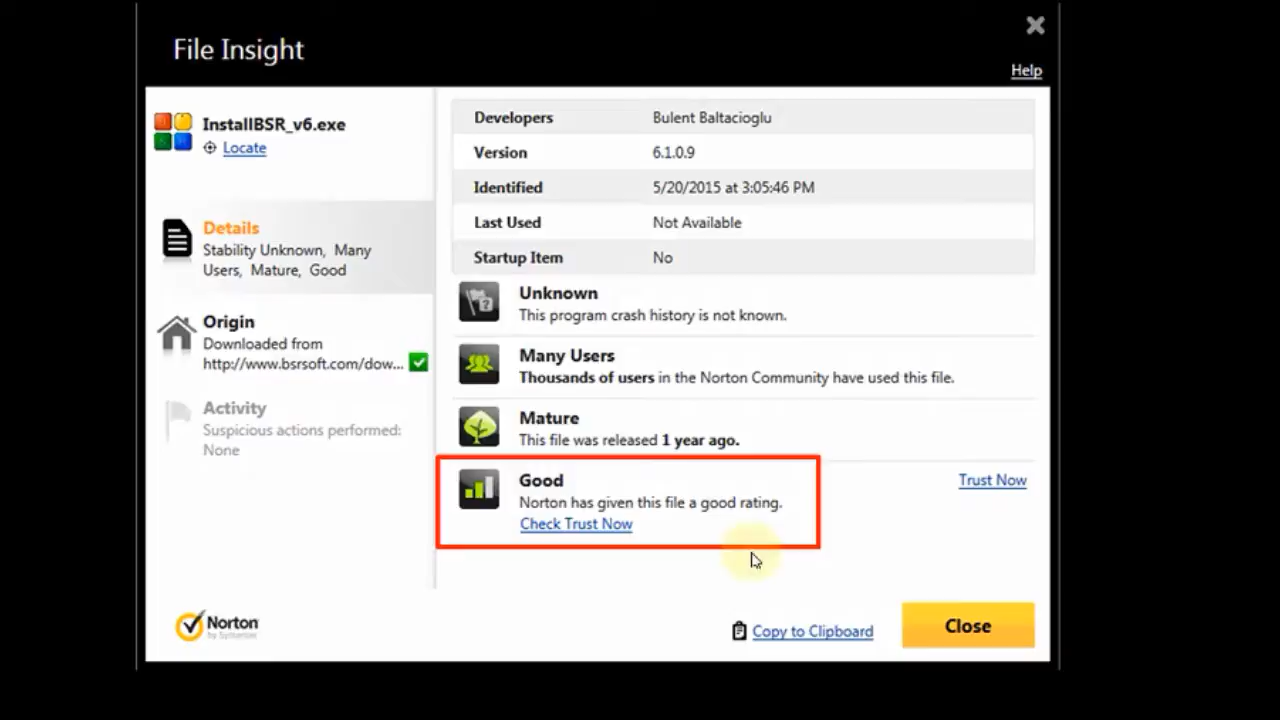 File Insight
Help
InstallBSR_v6.exe
Locate
Details
Stability Unknown, Many
Users, Mature, Good
Origin
Downloaded from
http://www.bsrsoft.com/dow...
Activity
Suspicious actions performed:
None
Developers Bulent Baltacioglu
Version 6.1.0.9
Identified 5/20/2015 at 3:05:46 PM
Last Used Not Available
Startup Item No
Unknown
This program crash history is not known.
Many Users
Thousands of users in the Norton Community have used this file.
Mature
This file was released 1 year ago.
Good
Norton has given this file a good rating.
Check Trust Now
Trust Now
Norton
by Symantec
Copy to Clipboard
Close